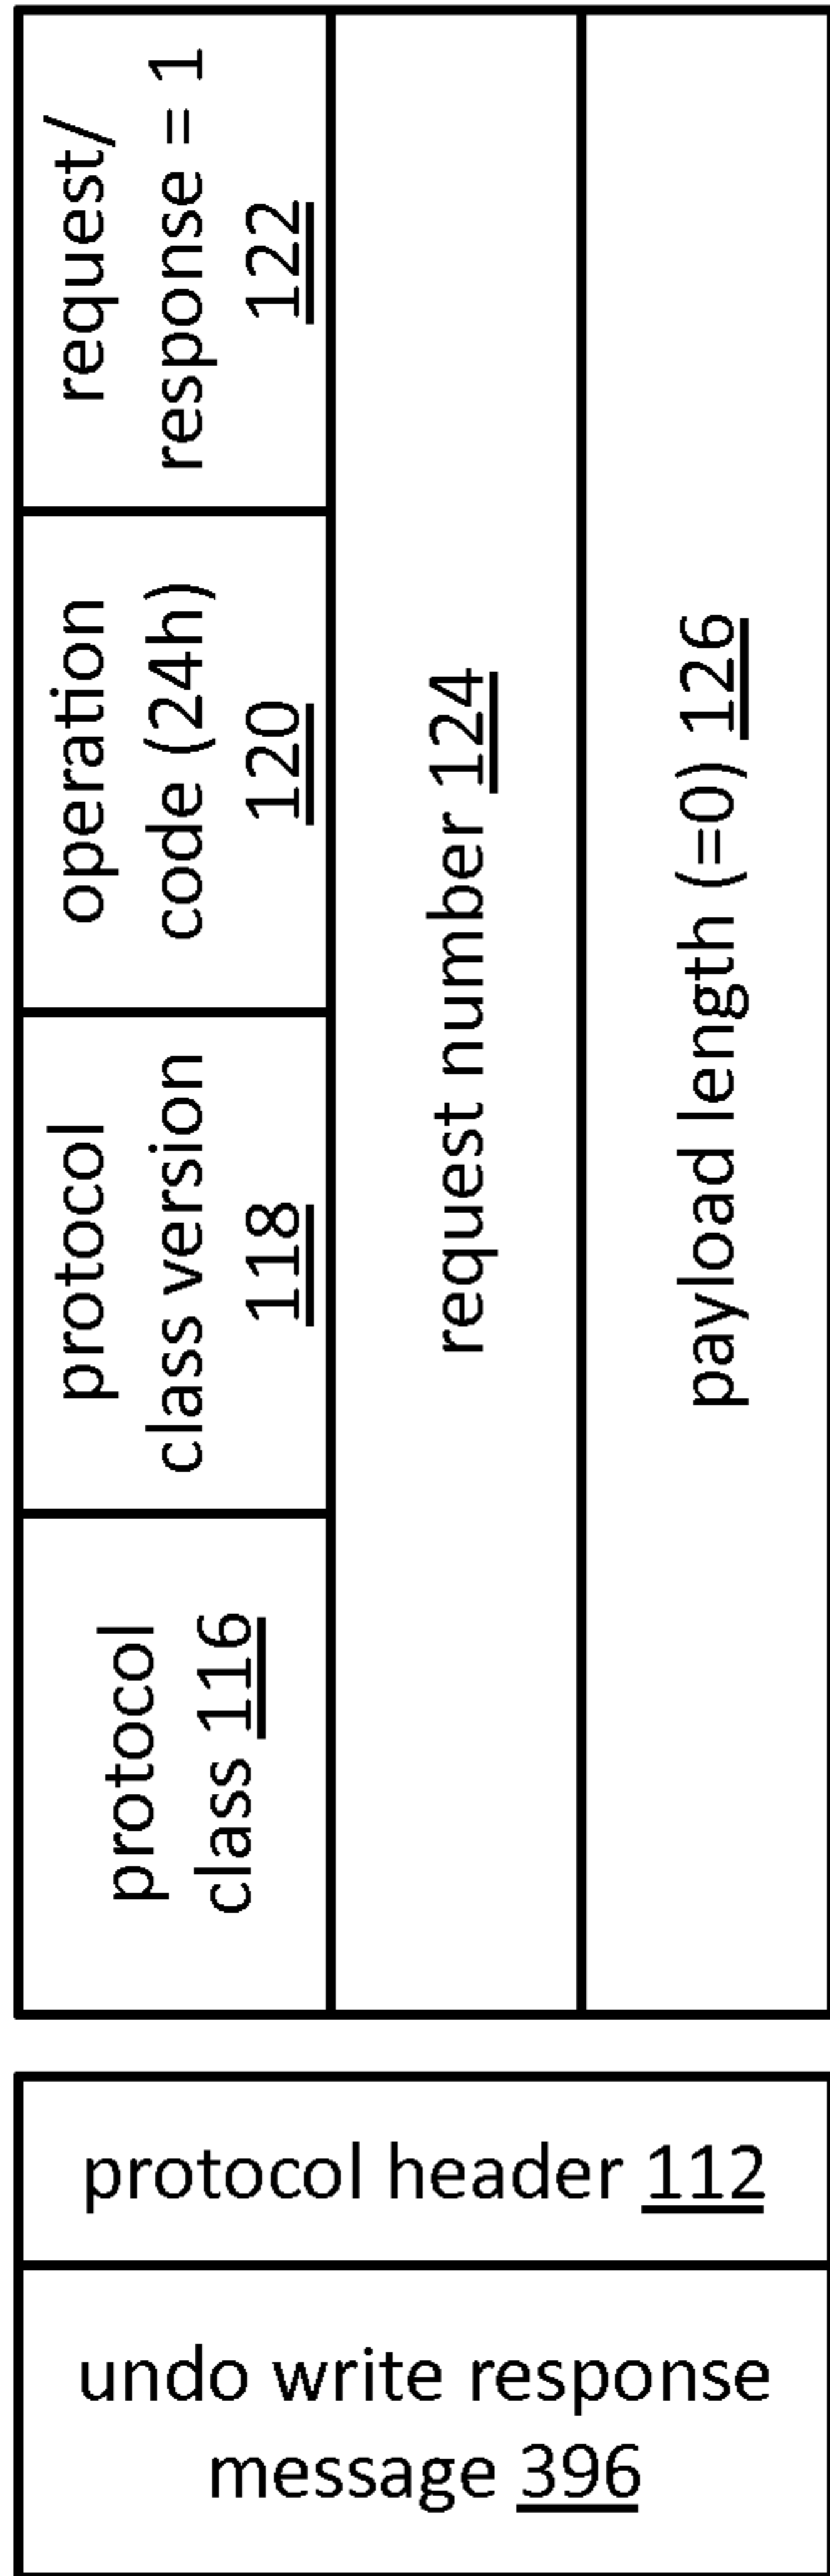 undo write response
message 396
protocol header 112
protocol
class 116
protocol
class version
118
operation
code (24h)
120
request/
response = 1
122
request number 124
payload length (=0) 126